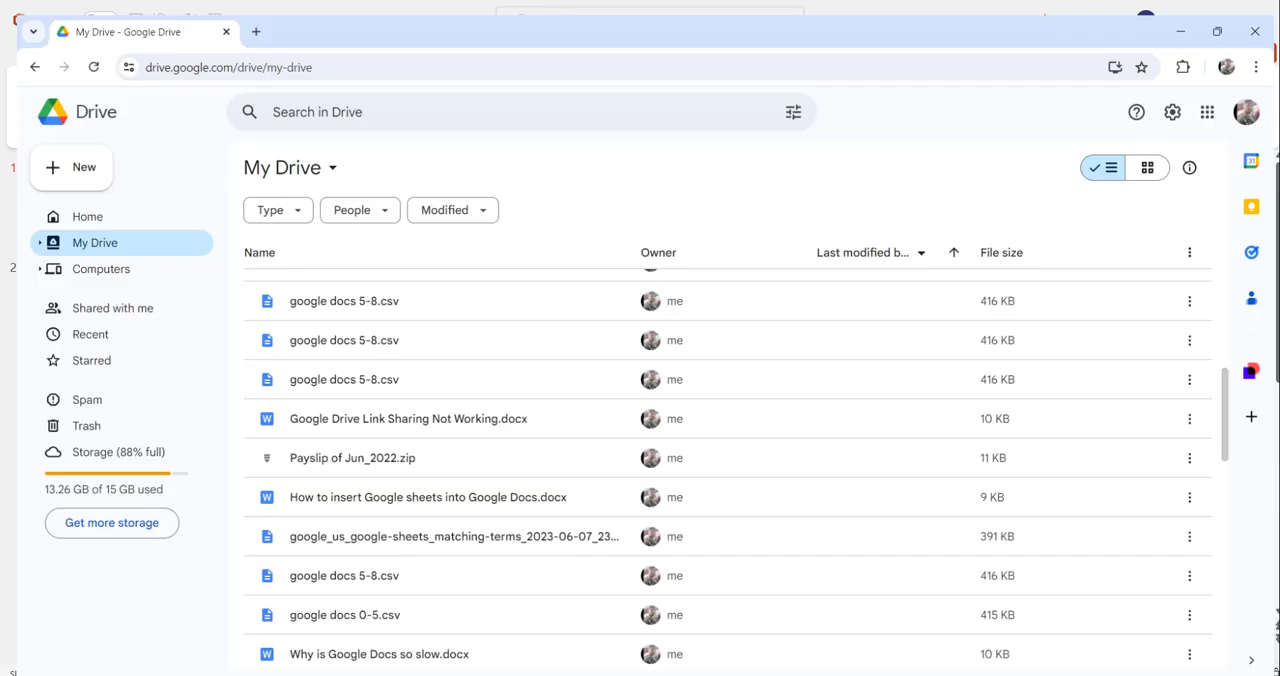 My Drive - Google Drive
drive.google.com/drive/my-drive
Drive
Search in Drive
New
My Drive
Type
People
Modified
Home
My Drive
Computers
Shared with me
Recent
Starred
Spam
Trash
Storage (88% full)
13.26 GB of 15 GB used
Get more storage
Name Owner Last modified b... File size
google docs 5-8.csv me 416 KB
google docs 5-8.csv me 416 KB
google docs 5-8.csv me 416 KB
W Google Drive Link Sharing Not Working.docx me 10 KB
Payslip of Jun_2022.zip me 11 KB
W How to insert Google sheets into Google Docs.docx me 9 KB
google_us_google-sheets_matching-terms_2023-06-07_23... me 391 KB
google docs 5-8.csv me 416 KB
google docs 0-5.csv me 415 KB
W Why is Google Docs so slow.docx me 10 KB
1
2
31